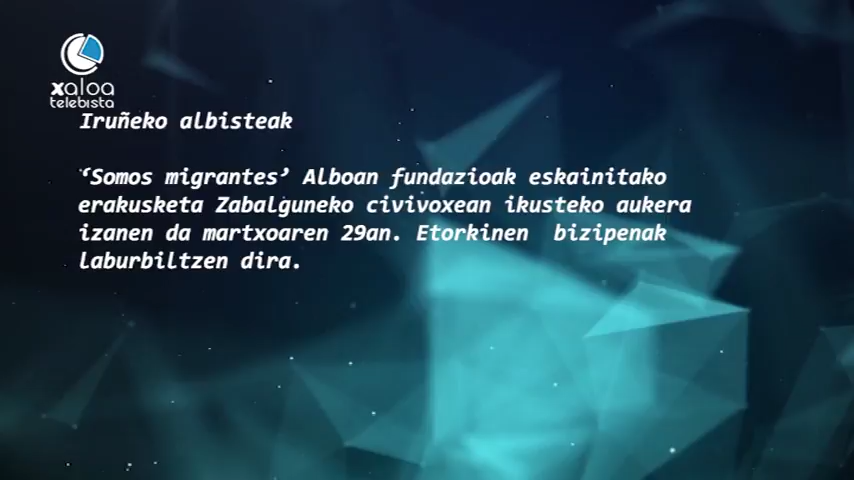 xaloa
telebista
Iruñeko albisteak
‘Somos migrantes’ Alboan fundazioak eskainitako
erakusketa Zabalguneko civivoxean ikusteko aukera
izanen da martxoaren 29an. Etorkinen  bizipenak
laburbiltzen dira.